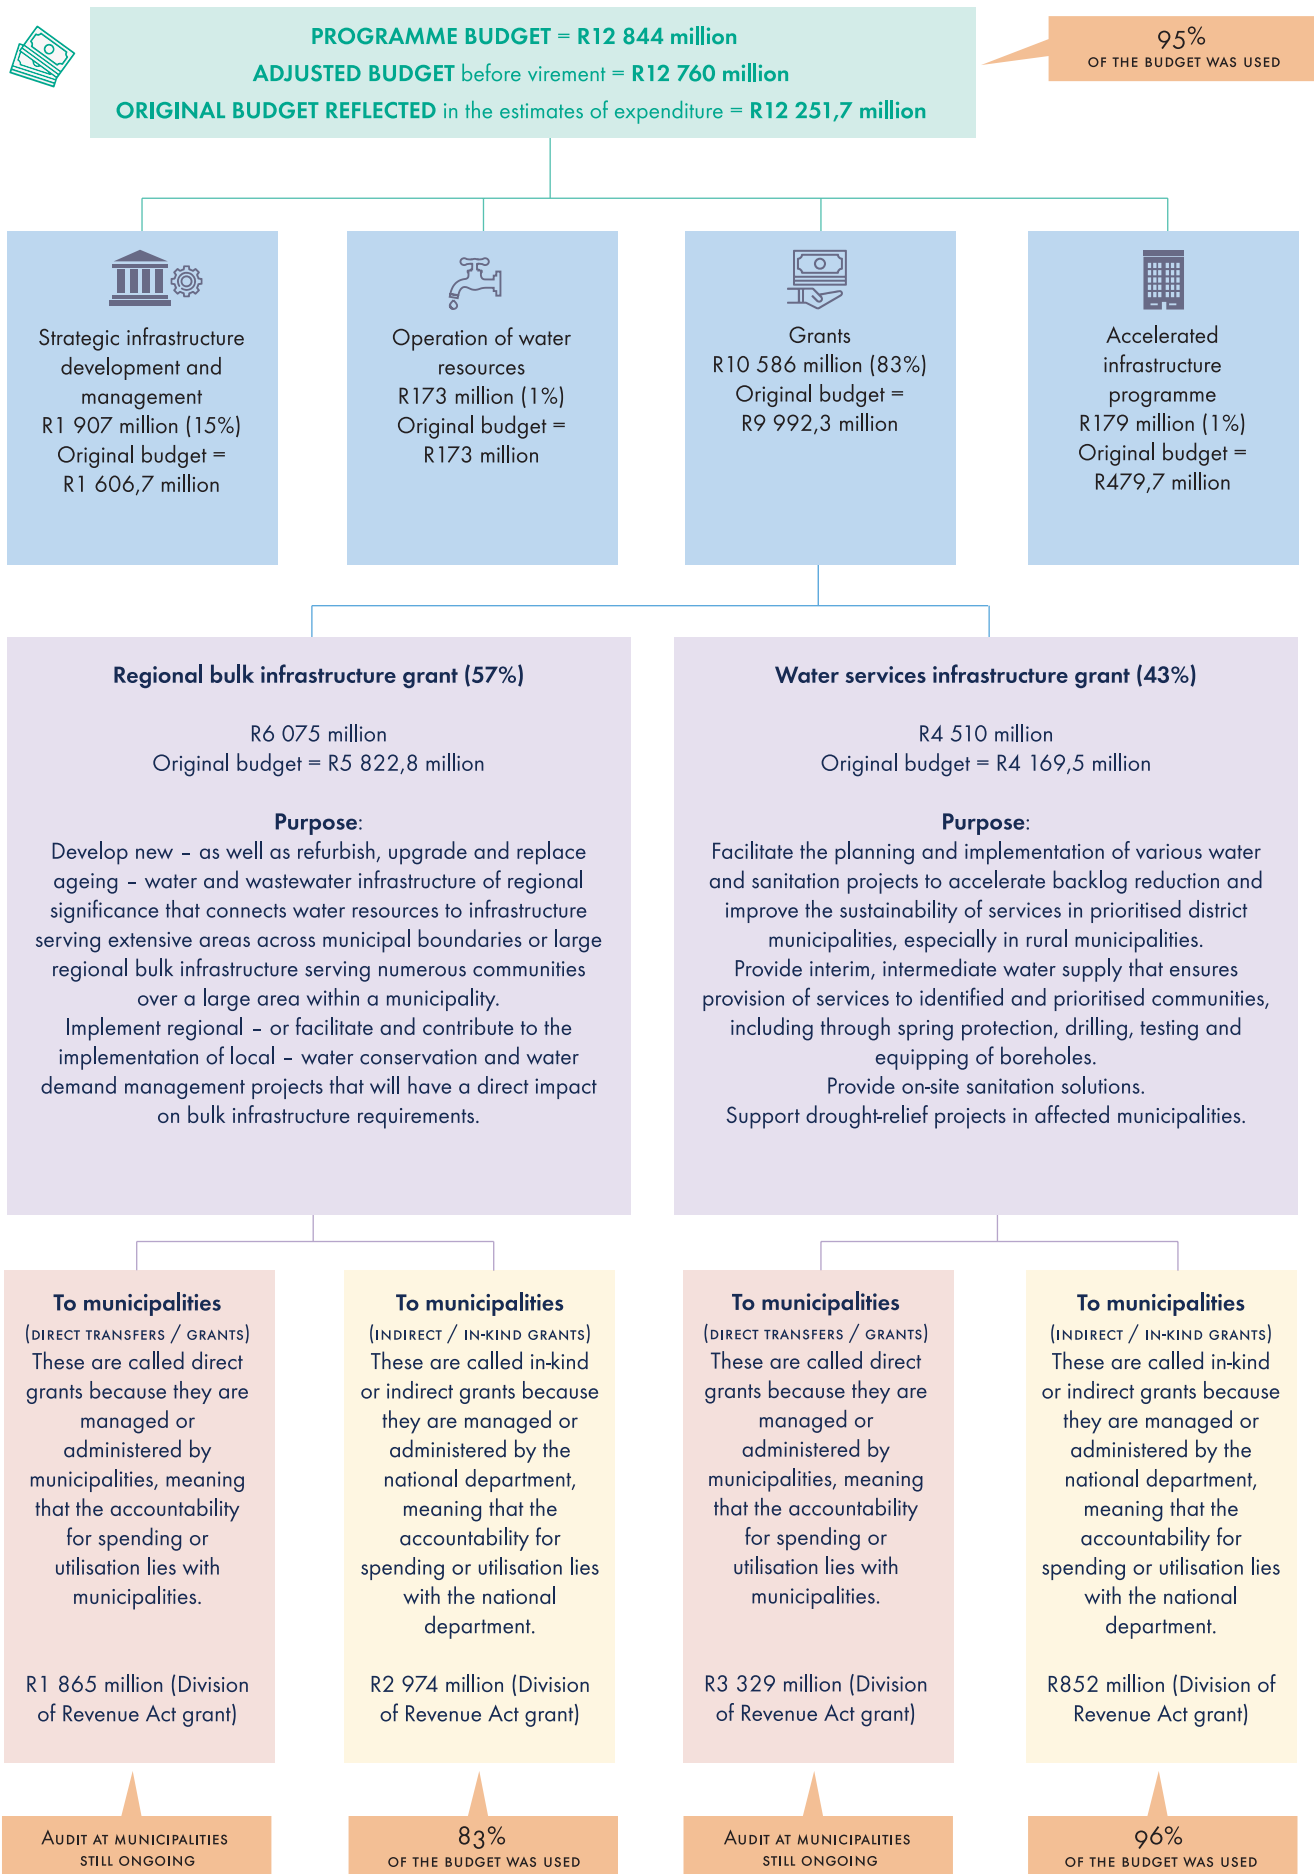 PROGRAMME BUDGET = R12 844 million
ADJUSTED BUDGET before virement = R12 760 million
ORIGINAL BUDGET REFLECTED in the estimates of expenditure = R12 251,7 million
95%
OF THE BUDGET WAS USED
Strategic infrastructure
development and
management
R1 907 million (15%)
Original budget =
R1 606,7 million
Operation of water
resources
R173 million (1%)
Original budget =
R173 million
Grants
R10 586 million (83%)
Original budget =
R9 992,3 million
Accelerated
infrastructure
programme
R179 million (1%)
Original budget =
R479,7 million
Regional bulk infrastructure grant (57%)
R6 075 million
Original budget = R5 822,8 million
Purpose:
Develop new – as well as refurbish, upgrade and replace
ageing – water and wastewater infrastructure of regional
significance that connects water resources to infrastructure
serving extensive areas across municipal boundaries or large
regional bulk infrastructure serving numerous communities
over a large area within a municipality.
Implement regional – or facilitate and contribute to the
implementation of local – water conservation and water
demand management projects that will have a direct impact
on bulk infrastructure requirements.
Water services infrastructure grant (43%)
R4 510 million
Original budget = R4 169,5 million
Purpose:
Facilitate the planning and implementation of various water
and sanitation projects to accelerate backlog reduction and
improve the sustainability of services in prioritised district
municipalities, especially in rural municipalities.
Provide interim, intermediate water supply that ensures
provision of services to identified and prioritised communities,
including through spring protection, drilling, testing and
equipping of boreholes.
Provide on-site sanitation solutions.
Support drought-relief projects in affected municipalities.
To municipalities
(DIRECT TRANSFERS / GRANTS)
These are called direct
grants because they are
managed or
administered by
municipalities, meaning
that the accountability
for spending or
utilisation lies with
municipalities.
R1 865 million (Division
of Revenue Act grant)
To municipalities
(INDIRECT / IN-KIND GRANTS)
These are called in-kind
or indirect grants because
they are managed or
administered by the
national department,
meaning that the
accountability for
spending or utilisation lies
with the national
department.
R2 974 million (Division
of Revenue Act grant)
To municipalities
(DIRECT TRANSFERS / GRANTS)
These are called direct
grants because they are
managed or
administered by
municipalities, meaning
that the accountability
for spending or
utilisation lies with
municipalities.
R3 329 million (Division
of Revenue Act grant)
To municipalities
(INDIRECT / IN-KIND GRANTS)
These are called in-kind
or indirect grants because
they are managed or
administered by the
national department,
meaning that the
accountability for
spending or utilisation lies
with the national
department.
R852 million (Division of
Revenue Act grant)
AUDIT AT MUNICIPALITIES
STILL ONGOING
83%
OF THE BUDGET WAS USED
AUDIT AT MUNICIPALITIES
STILL ONGOING
96%
OF THE BUDGET WAS USED